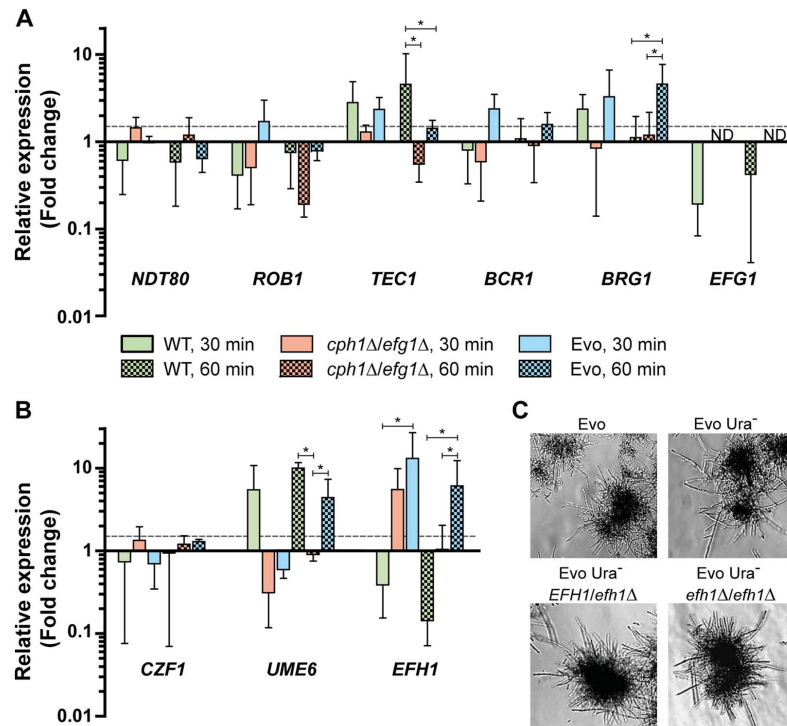 A
Relative expression
(Fold change)
10
1
0.1
0.01
*
*
*
*
ND
ND
NDT80 ROB1 TEC1 BCR1 BRG1 EFG1
WT, 30 min cph1Δ/efg1Δ, 30 min Evo, 30 min
WT, 60 min cph1Δ/efg1Δ, 60 min Evo, 60 min
B
Relative expression
(Fold change)
10
1
0.1
0.01
*
*
*
*
*
CZF1 UME6 EFH1
C
Evo Evo Ura⁻
Evo Ura⁻ Evo Ura⁻
EFH1/efh1Δ efh1Δ/efh1Δ